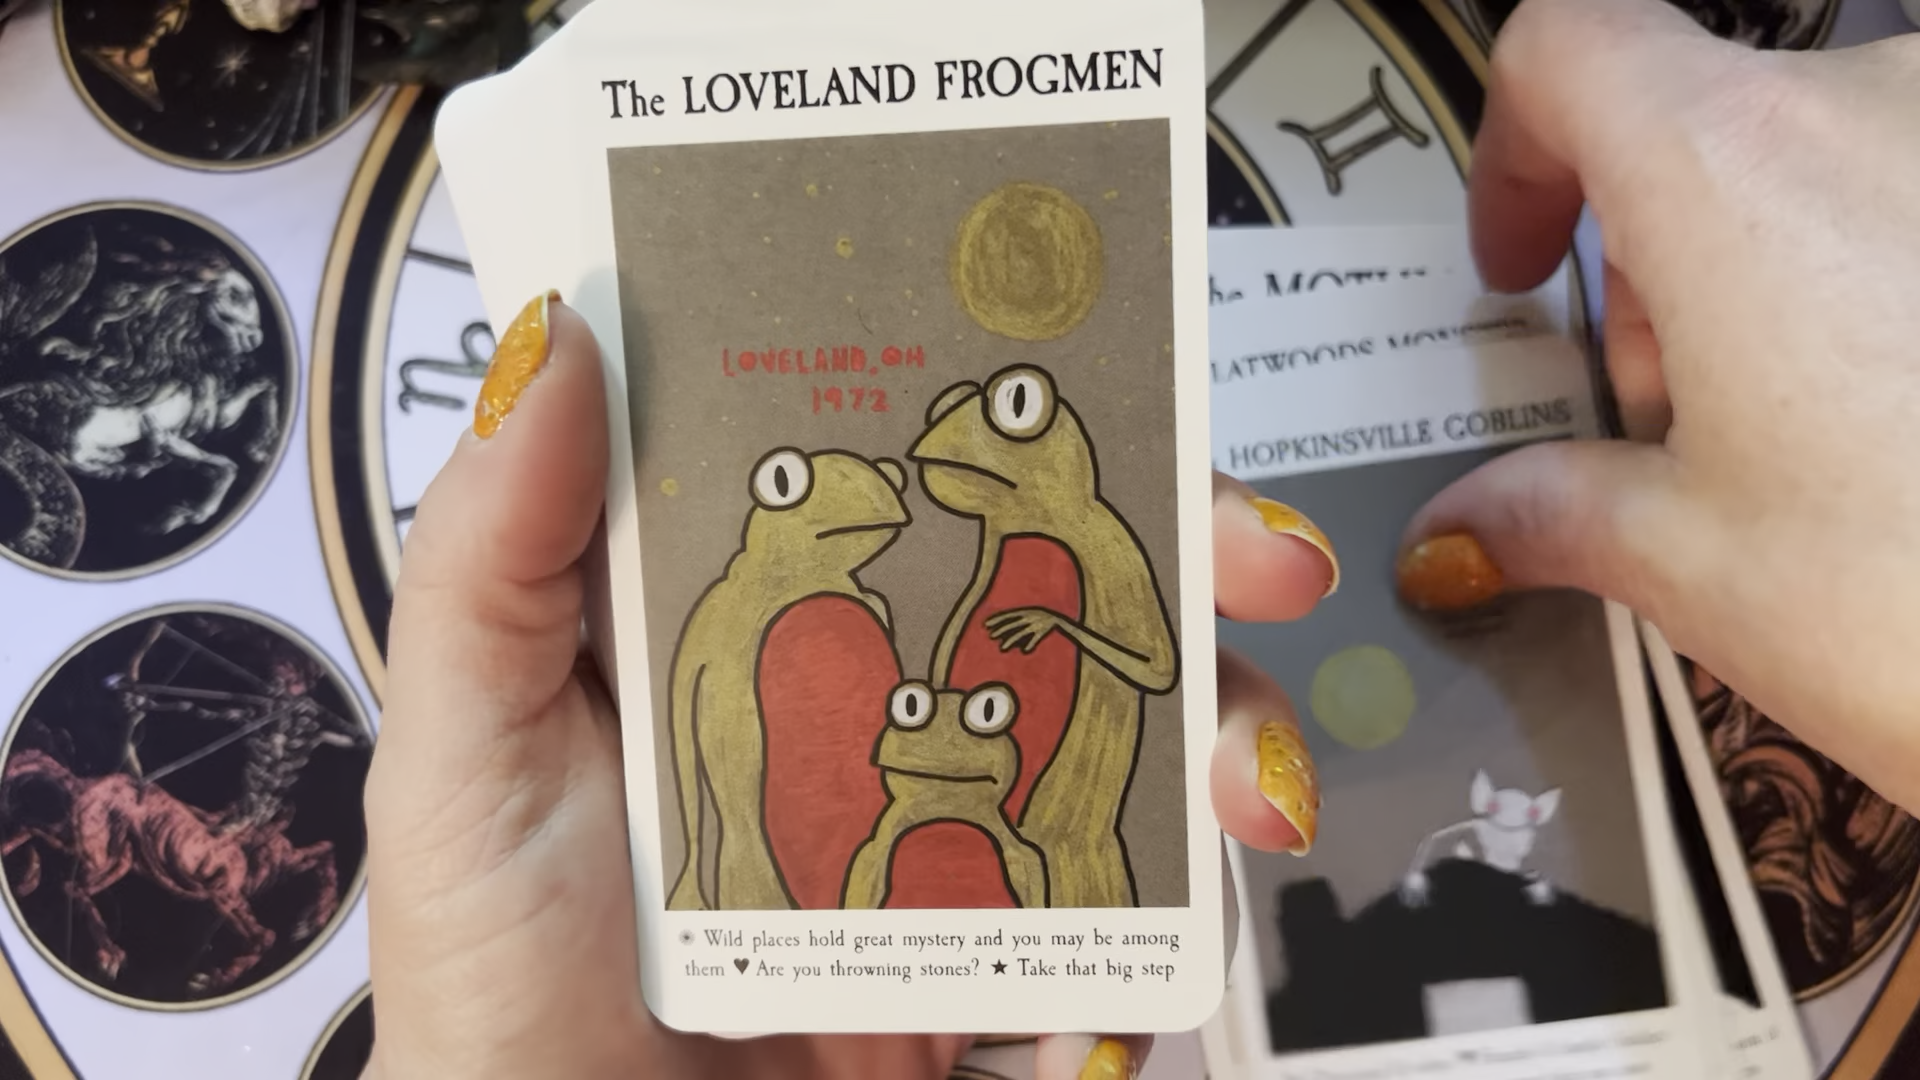 The LOVELAND FROGMEN
LOVELAND, OH
1972
Wild places hold great mystery and you may be among
them ♥ Are you throwning stones? ★ Take that big step
HOPKINSVILLE GOBLINS